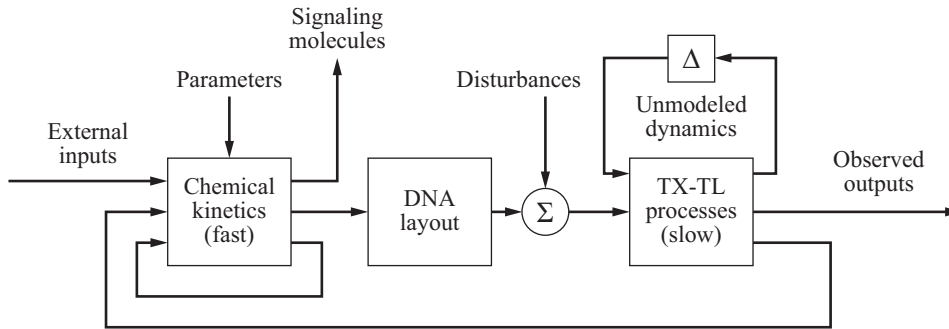 Signaling
molecules
Parameters
Disturbances
Δ
Unmodeled
dynamics
External
inputs
Observed
outputs
Chemical
kinetics
(fast)
DNA
layout
Σ
TX-TL
processes
(slow)